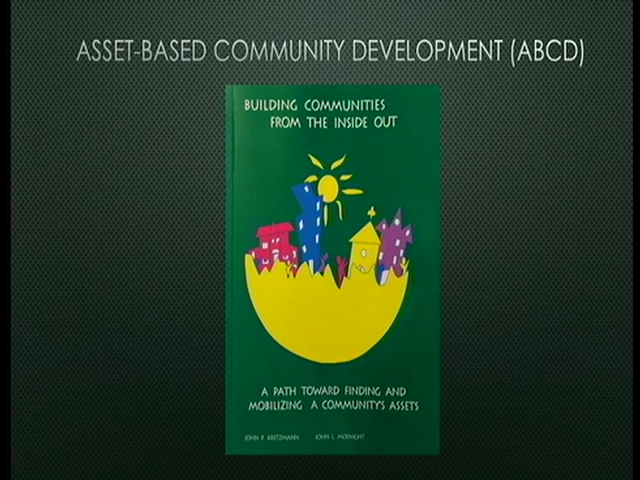 ASSET-BASED COMMUNITY DEVELOPMENT (ABCD)
BUILDING COMMUNITIES
FROM THE INSIDE OUT
A PATH TOWARD FINDING AND
MOBILIZING A COMMUNITY'S ASSETS
JOHN P. KRETZMANN JOHN L. MCKNIGHT